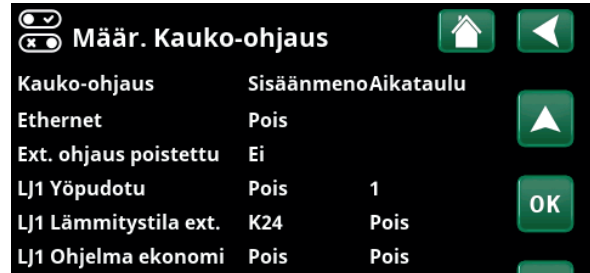 Määr. Kauko-ohjaus
Kauko-ohjaus SisäänmenoAikataulu
Ethernet Pois
Ext. ohjaus poistettu Ei
LJ1 Yöpudotu Pois 1
OK
LJ1 Lämmitystila ext. K24 Pois
LJ1 Ohjelma ekonomi Pois Pois